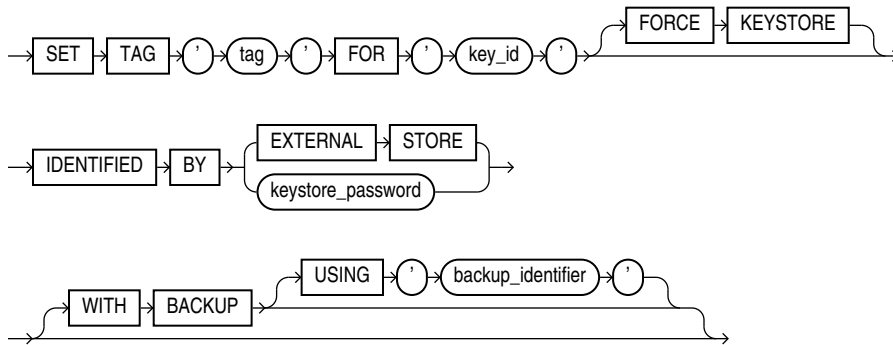 FORCE KEYSTORE
SET TAG ' tag ' FOR ' key_id '
EXTERNAL STORE
IDENTIFIED BY
keystore_password
USING ' backup_identifier '
WITH BACKUP